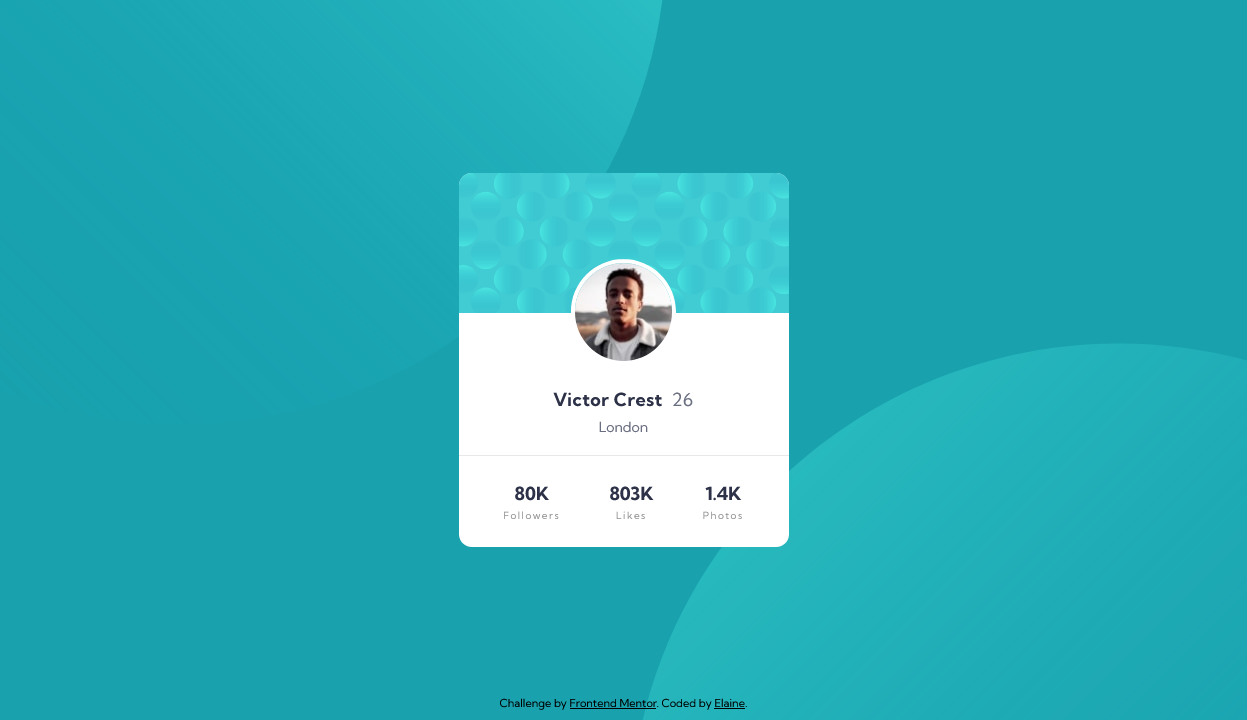 Victor Crest 26
London
80K 803K 1.4K
Followers Likes Photos
Challenge by Frontend Mentor. Coded by Elaine.